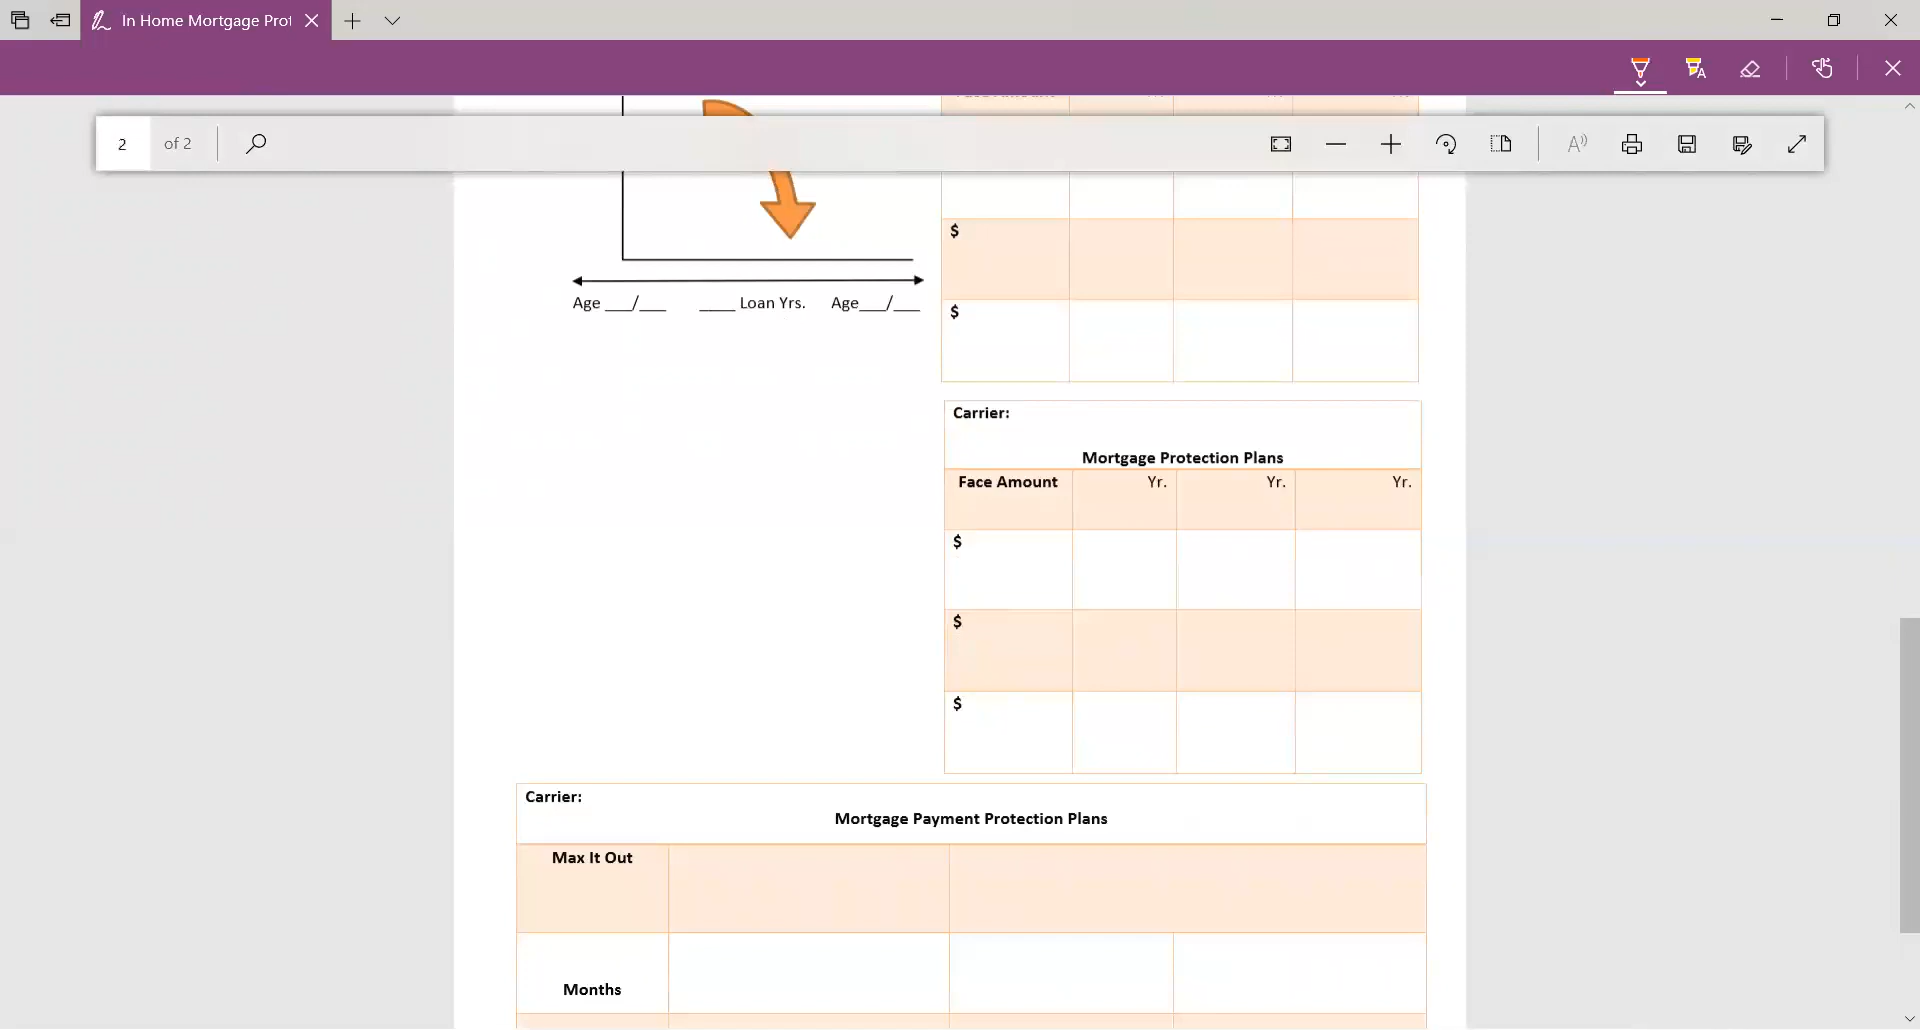 In Home Mortgage Prot
2 of 2
$
$
Age ___/___ ____ Loan Yrs. Age___/___
Carrier:
Mortgage Protection Plans
Face Amount Yr. Yr. Yr.
$
$
$
Carrier:
Mortgage Payment Protection Plans
Max It Out
Months